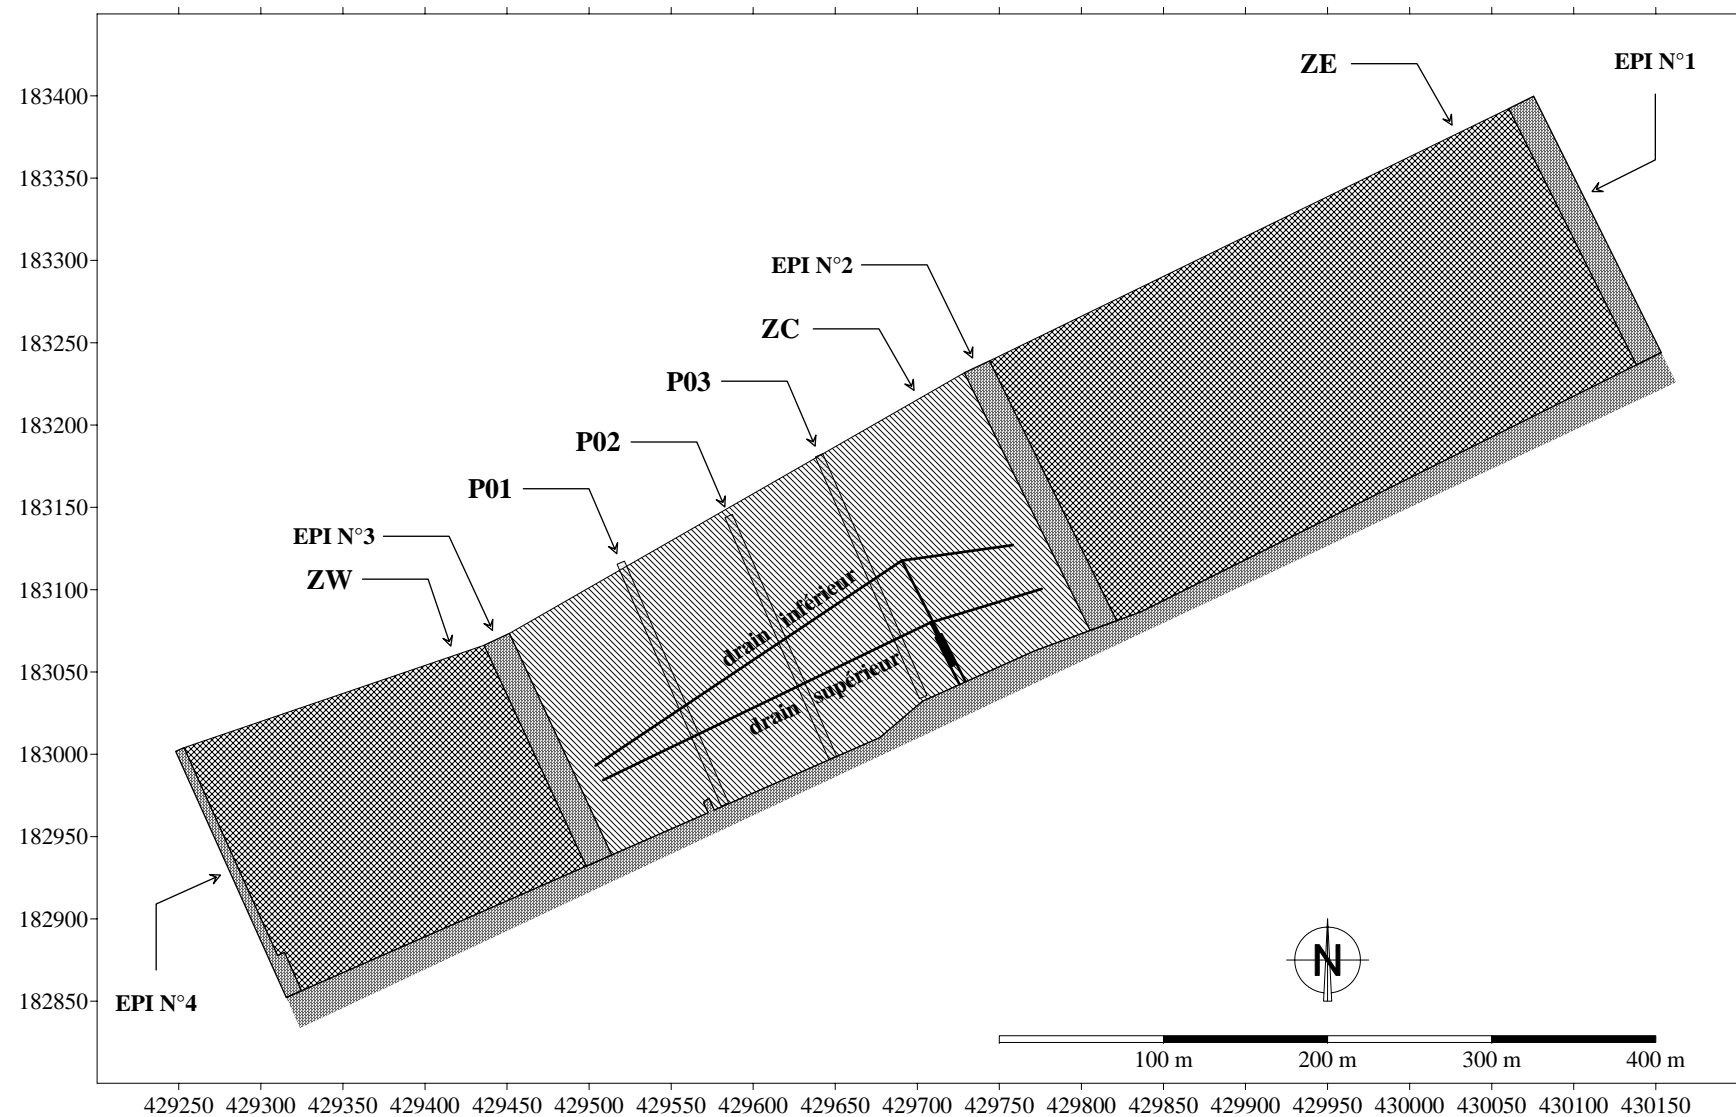 ZE
EPI N°1
183400
183350
183300
EPI N°2
183250
ZC
P03
183200
P02
183150
P01
EPI N°3
183100
ZW
drain inférieur
183050
drain supérieur
183000
182950
182900
N
182850
EPI N°4
100 m 200 m 300 m 400 m
429250 429300 429350 429400 429450 429500 429550 429600 429650 429700 429750 429800 429850 429900 429950 430000 430050 430100 430150